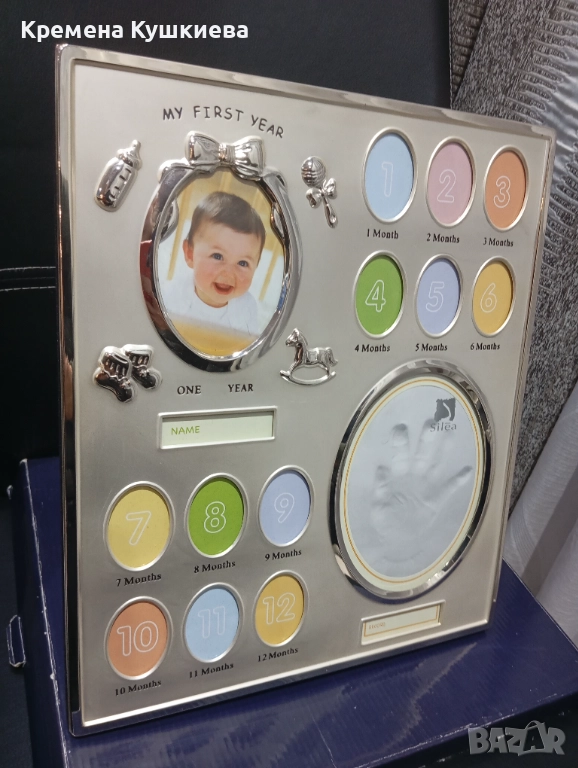 Кремена Кушкиева
MY FIRST YEAR
1 2 3
1 Month 2 Months 3 Months
4 5 6
4 Months 5 Months 6 Months
ONE YEAR
NAME
Silea
7 8 9
7 Months 8 Months 9 Months
10 11 12
10 Months 11 Months 12 Months
BAZAR